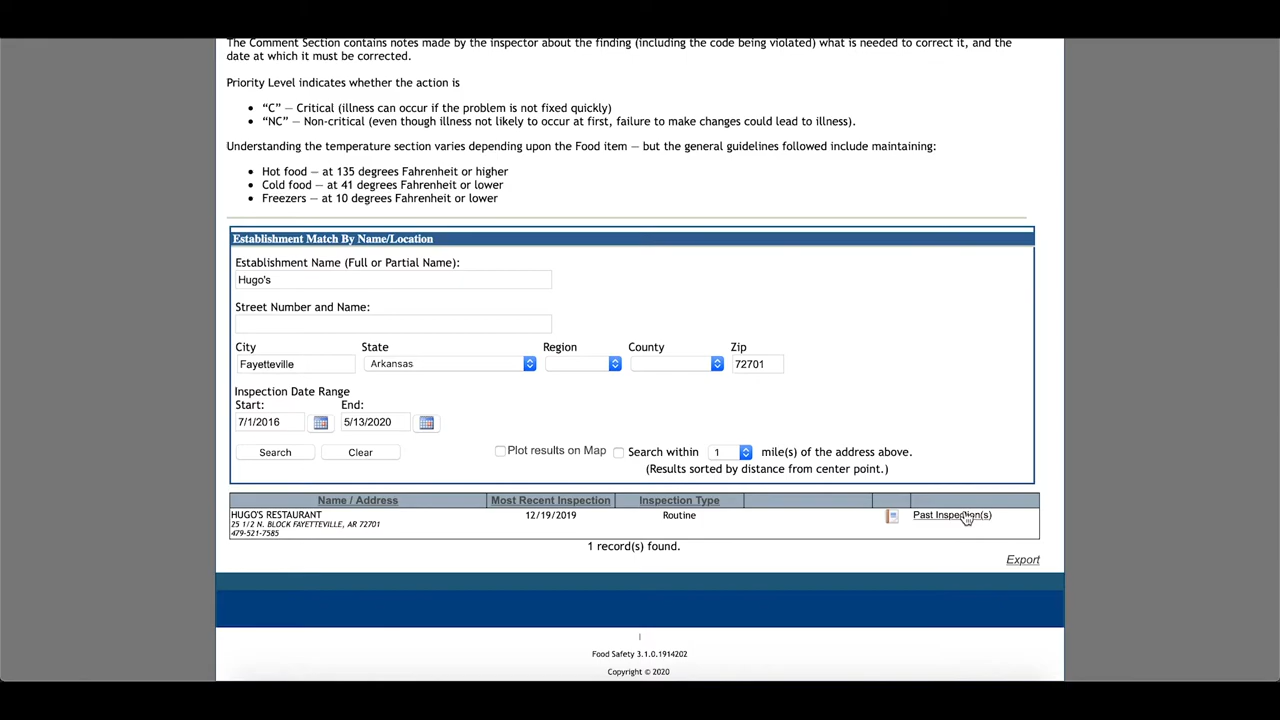 The Comment Section contains notes made by the inspector about the finding (including the code being violated) what is needed to correct it, and the
date at which it must be corrected.
Priority Level indicates whether the action is
• “C” — Critical (illness can occur if the problem is not fixed quickly)
• “NC” — Non-critical (even though illness not likely to occur at first, failure to make changes could lead to illness).
Understanding the temperature section varies depending upon the Food item — but the general guidelines followed include maintaining:
• Hot food — at 135 degrees Fahrenheit or higher
• Cold food — at 41 degrees Fahrenheit or lower
• Freezers — at 10 degrees Fahrenheit or lower
Establishment Match By Name/Location
Establishment Name (Full or Partial Name):
Hugo's
Street Number and Name:
City State Region County Zip
Fayetteville Arkansas 72701
Inspection Date Range
Start: End:
7/1/2016 5/13/2020
Search Clear Plot results on Map Search within 1 mile(s) of the address above.
(Results sorted by distance from center point.)
Name / Address Most Recent Inspection Inspection Type
HUGO'S RESTAURANT 12/19/2019 Routine Past Inspection(s)
25 1/2 N. BLOCK FAYETTEVILLE, AR 72701
479-521-7585
1 record(s) found.
Export
|
Food Safety 3.1.0.1914202
Copyright © 2020